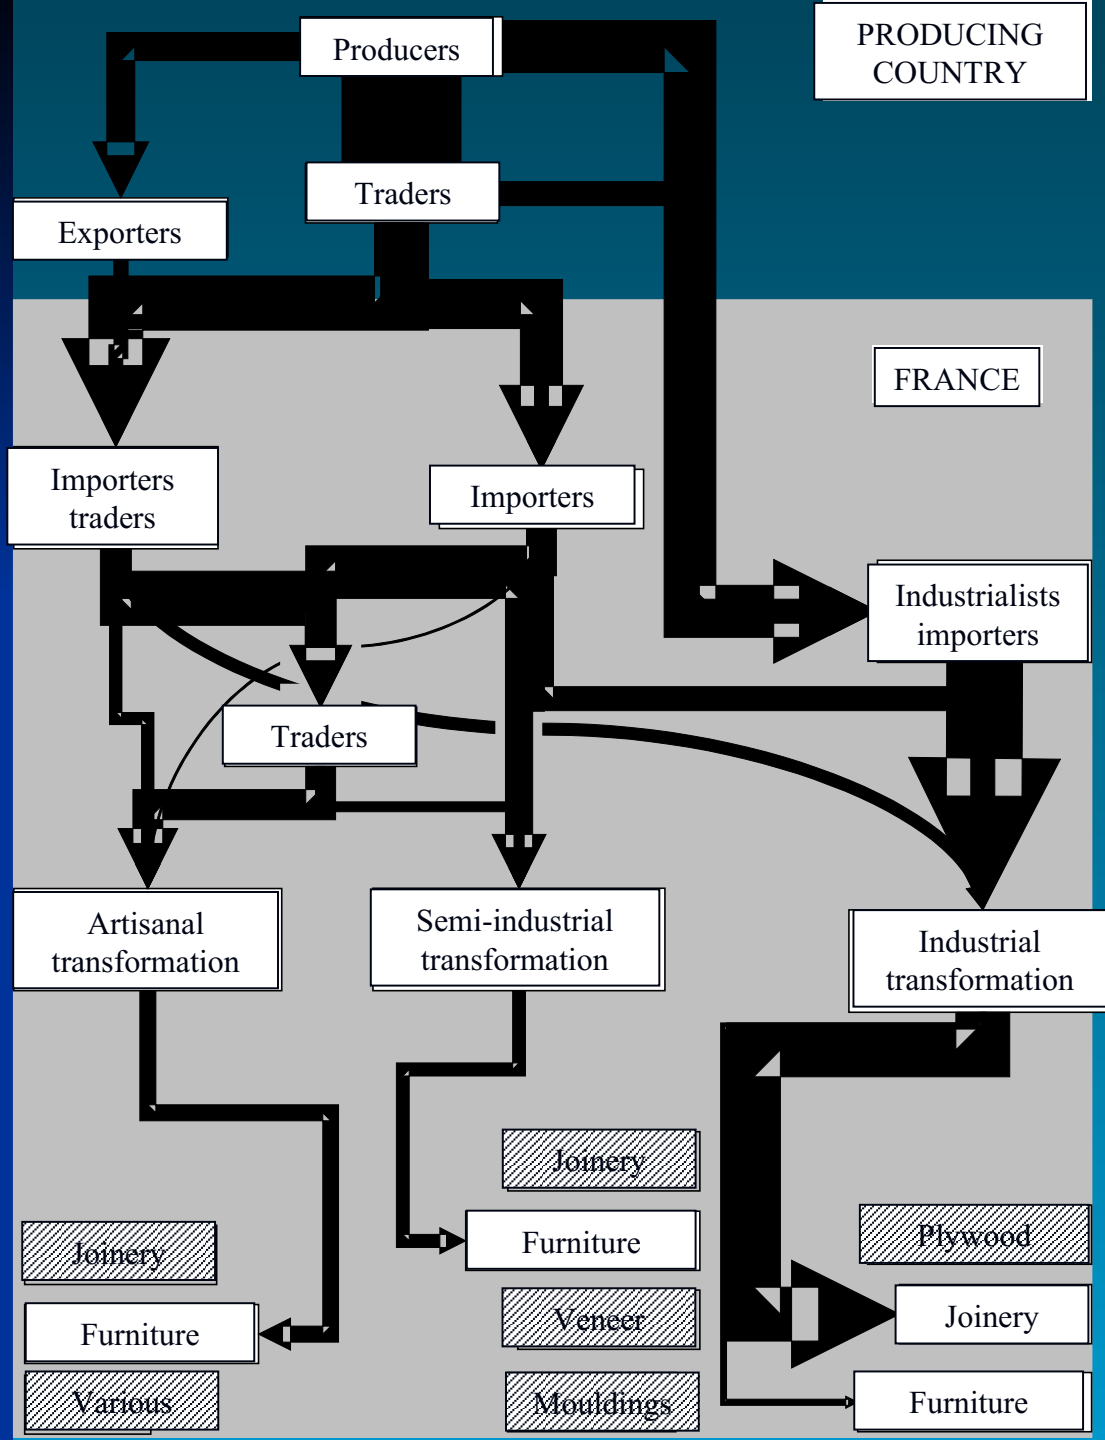 Producers
PRODUCING
COUNTRY
Traders
Exporters
FRANCE
Importers
traders
Importers
Industrialists
importers
Traders
Artisanal
transformation
Semi-industrial
transformation
Industrial
transformation
Joinery
Furniture
Various
Joinery
Furniture
Veneer
Mouldings
Plywood
Joinery
Furniture